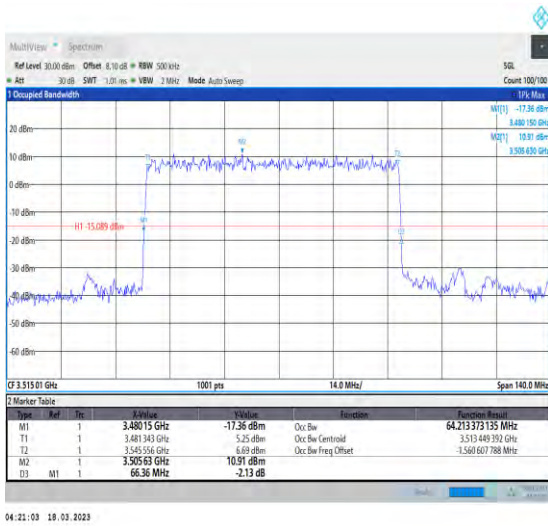 MultiView Spectrum
Ref Level 30.00 dBm Offset 8.10 dB RBW 500 kHz SGL
Att 30 dB SWT 1.01 ms VBW 2 MHz Mode Auto Sweep Count 100/100
1 Occupied Bandwidth 1Pk Max
M1[1] -17.36 dBm
3.480 150 GHz
M2[1] 10.91 dBm
3.505 630 GHz
20 dBm
M2
10 dBm
T1 T2
0 dBm
-10 dBm
M1
H1 -15.089 dBm
D3
-20 dBm
-30 dBm
-40 dBm
-50 dBm
-60 dBm
CF 3.515 01 GHz 1001 pts 14.0 MHz/ Span 140.0 MHz
2 Marker Table
Type Ref Trc X-Value Y-Value Function Function Result
M1 1 3.480 15 GHz -17.36 dBm Occ Bw 64.213 373 135 MHz
T1 1 3.481 343 GHz 5.25 dBm Occ Bw Centroid 3.513 449 392 GHz
T2 1 3.545 556 GHz 6.69 dBm Occ Bw Freq Offset -1.560 607 788 MHz
M2 1 3.505 63 GHz 10.91 dBm
D3 M1 1 66.36 MHz -2.13 dB
04:21:03 18.03.2023